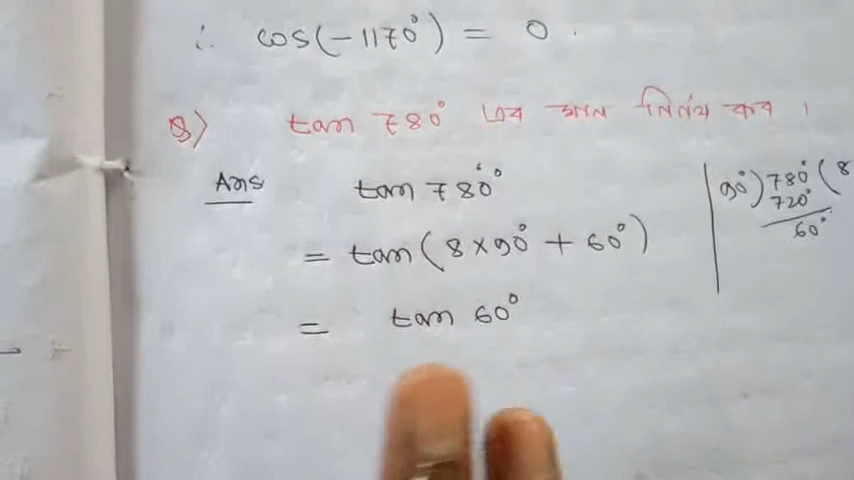 ∴ cos(-1170°) = 0.
Q) tan 780° এর মান নির্ণয় কর ।
Ans tan 780°
= tan(8×90° + 60°)
= tan 60°
90°)780°(8
720°
60°